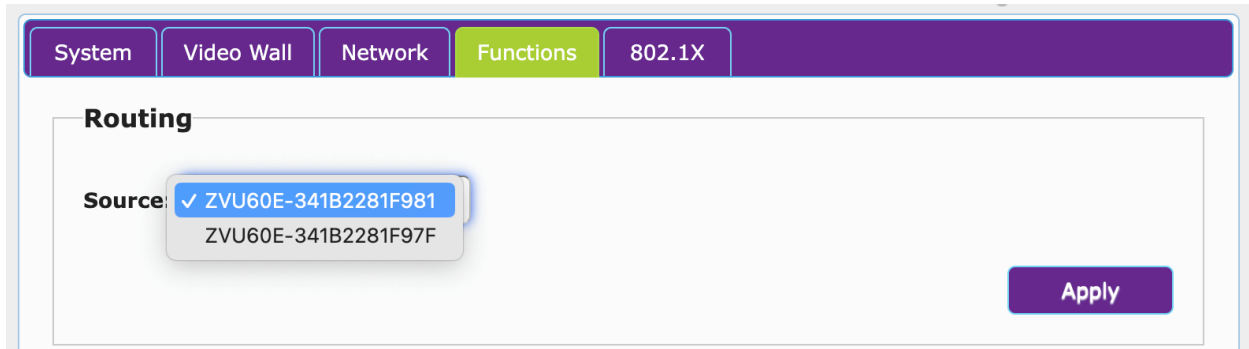 System Video Wall Network Functions 802.1X
Routing
Source: ✓ ZVU60E-341B2281F981
ZVU60E-341B2281F97F
Apply